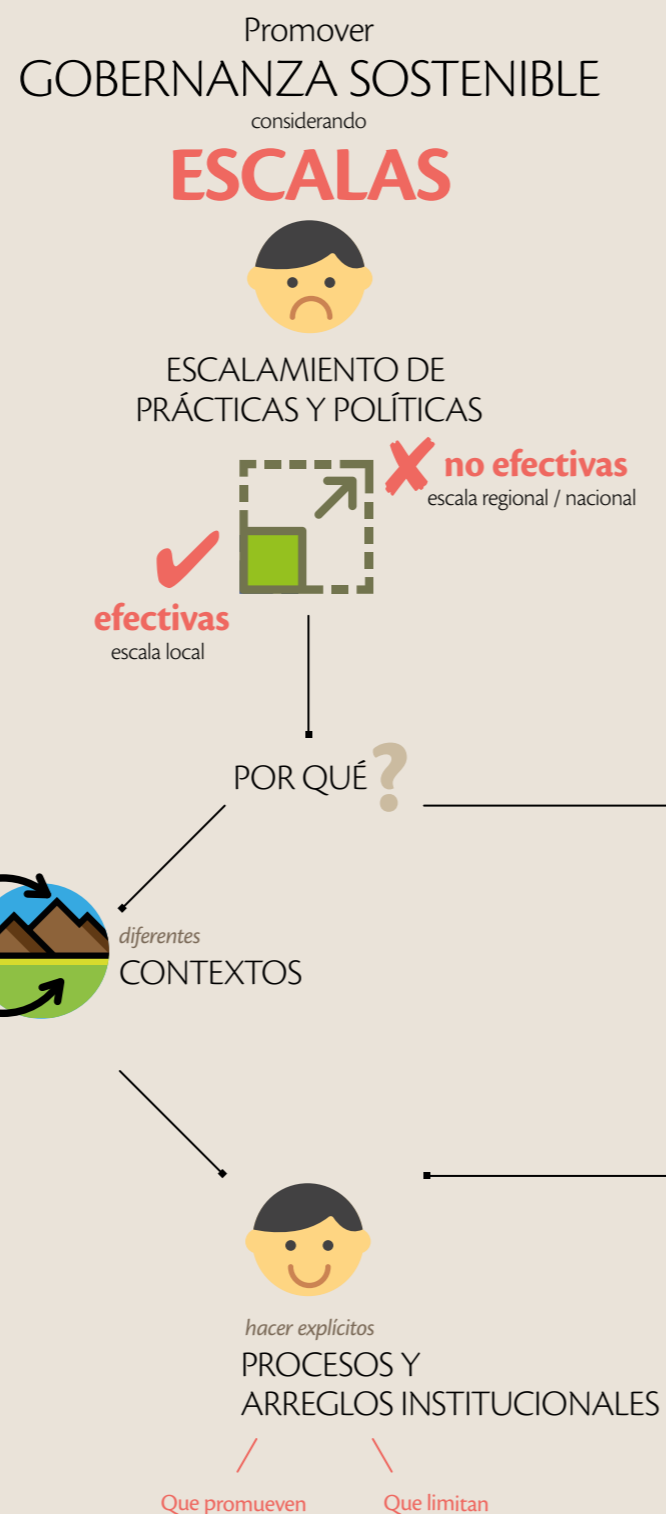 Promover
GOBERNANZA SOSTENIBLE
considerando
ESCALAS
ESCALAMIENTO DE
PRÁCTICAS Y POLÍTICAS
no efectivas
escala regional / nacional
efectivas
escala local
POR QUÉ?
diferentes
CONTEXTOS
hacer explícitos
PROCESOS Y
ARREGLOS INSTITUCIONALES
Que promueven
Que limitan